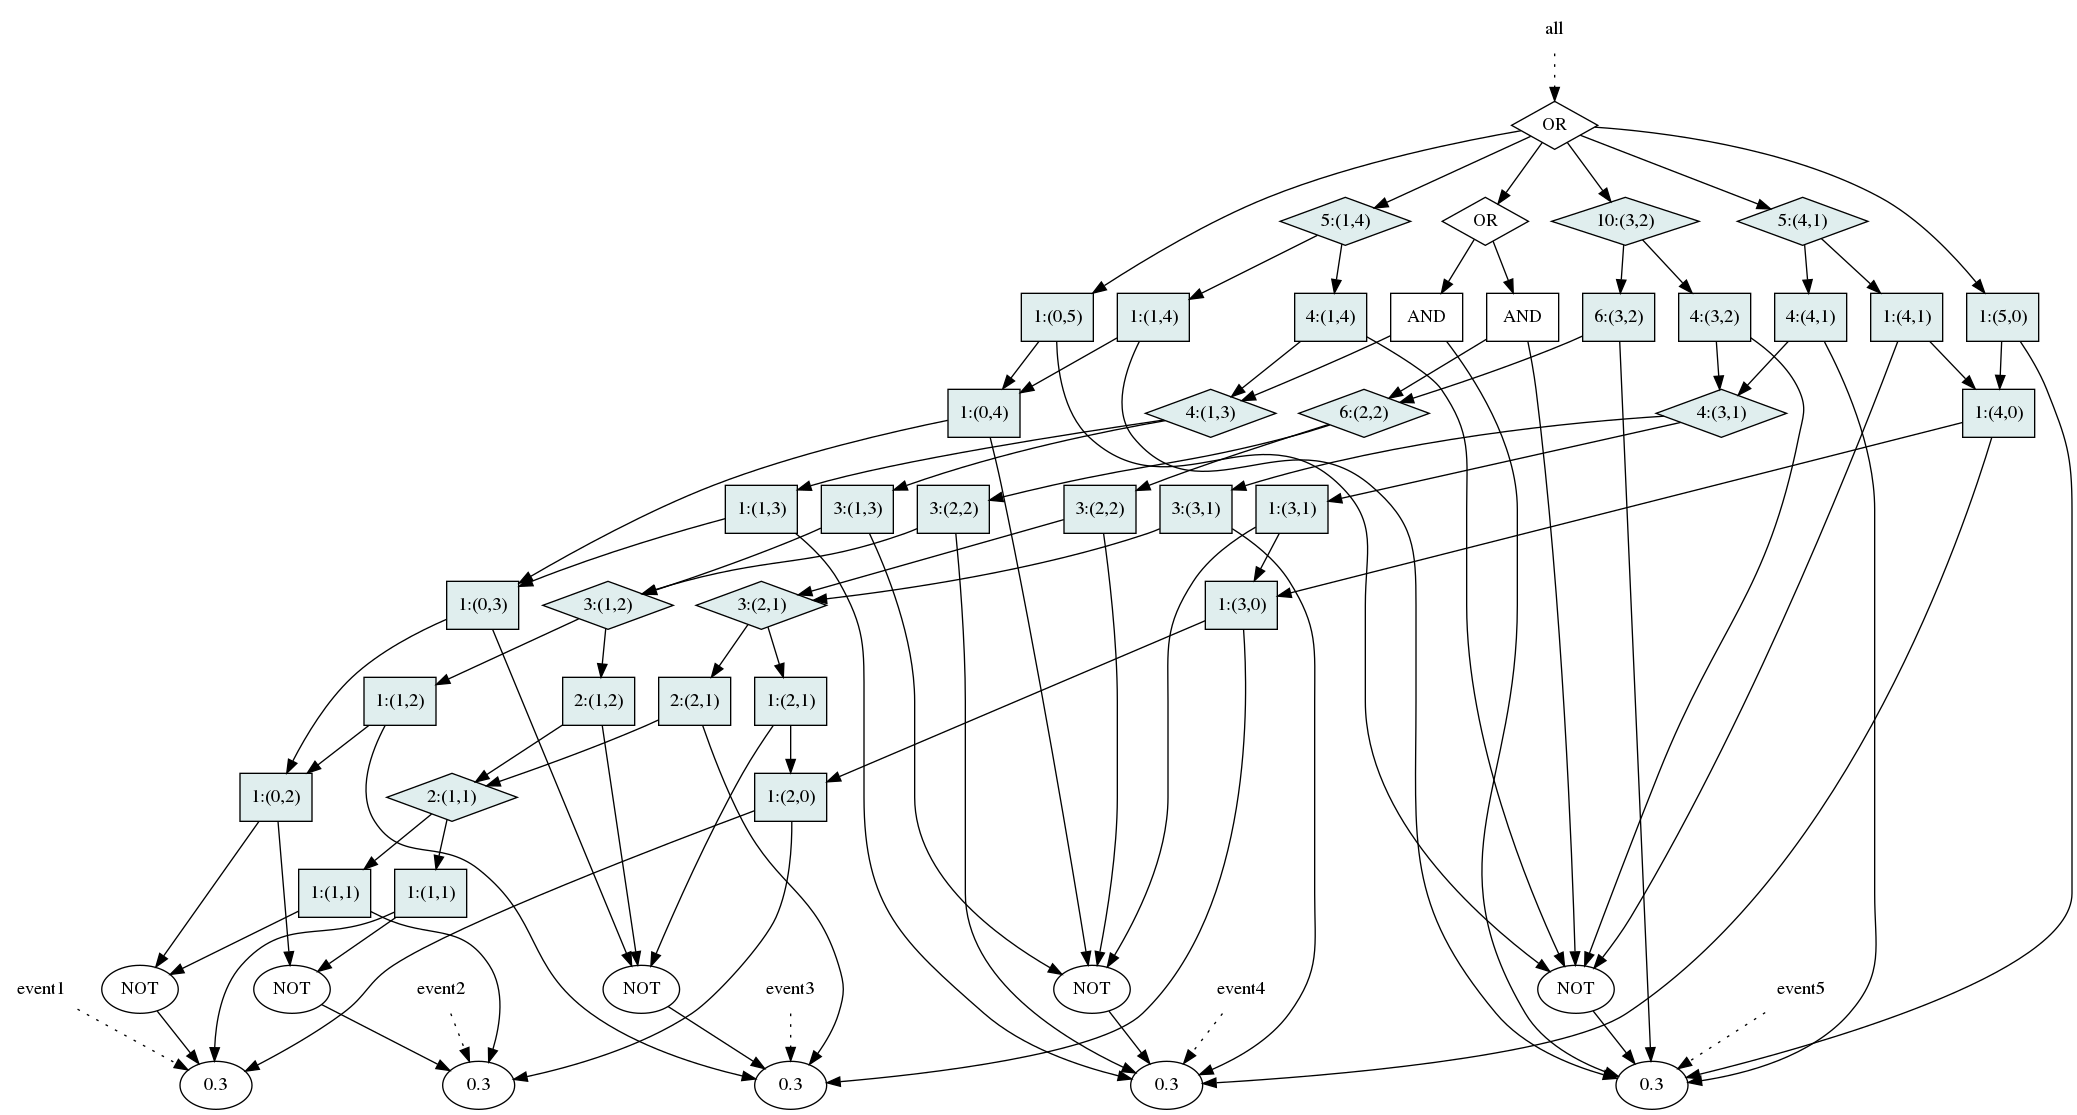 all
OR
5:(1,4)
OR
10:(3,2)
5:(4,1)
1:(0,5)
1:(1,4)
4:(1,4)
AND
AND
6:(3,2)
4:(3,2)
4:(4,1)
1:(4,1)
1:(5,0)
1:(0,4)
4:(1,3)
6:(2,2)
4:(3,1)
1:(4,0)
1:(1,3)
3:(1,3)
3:(2,2)
3:(2,2)
3:(3,1)
1:(3,1)
1:(0,3)
3:(1,2)
3:(2,1)
1:(3,0)
1:(1,2)
2:(1,2)
2:(2,1)
1:(2,1)
1:(0,2)
2:(1,1)
1:(2,0)
1:(1,1)
1:(1,1)
event1
NOT
NOT
event2
NOT
event3
NOT
event4
NOT
event5
0.3
0.3
0.3
0.3
0.3